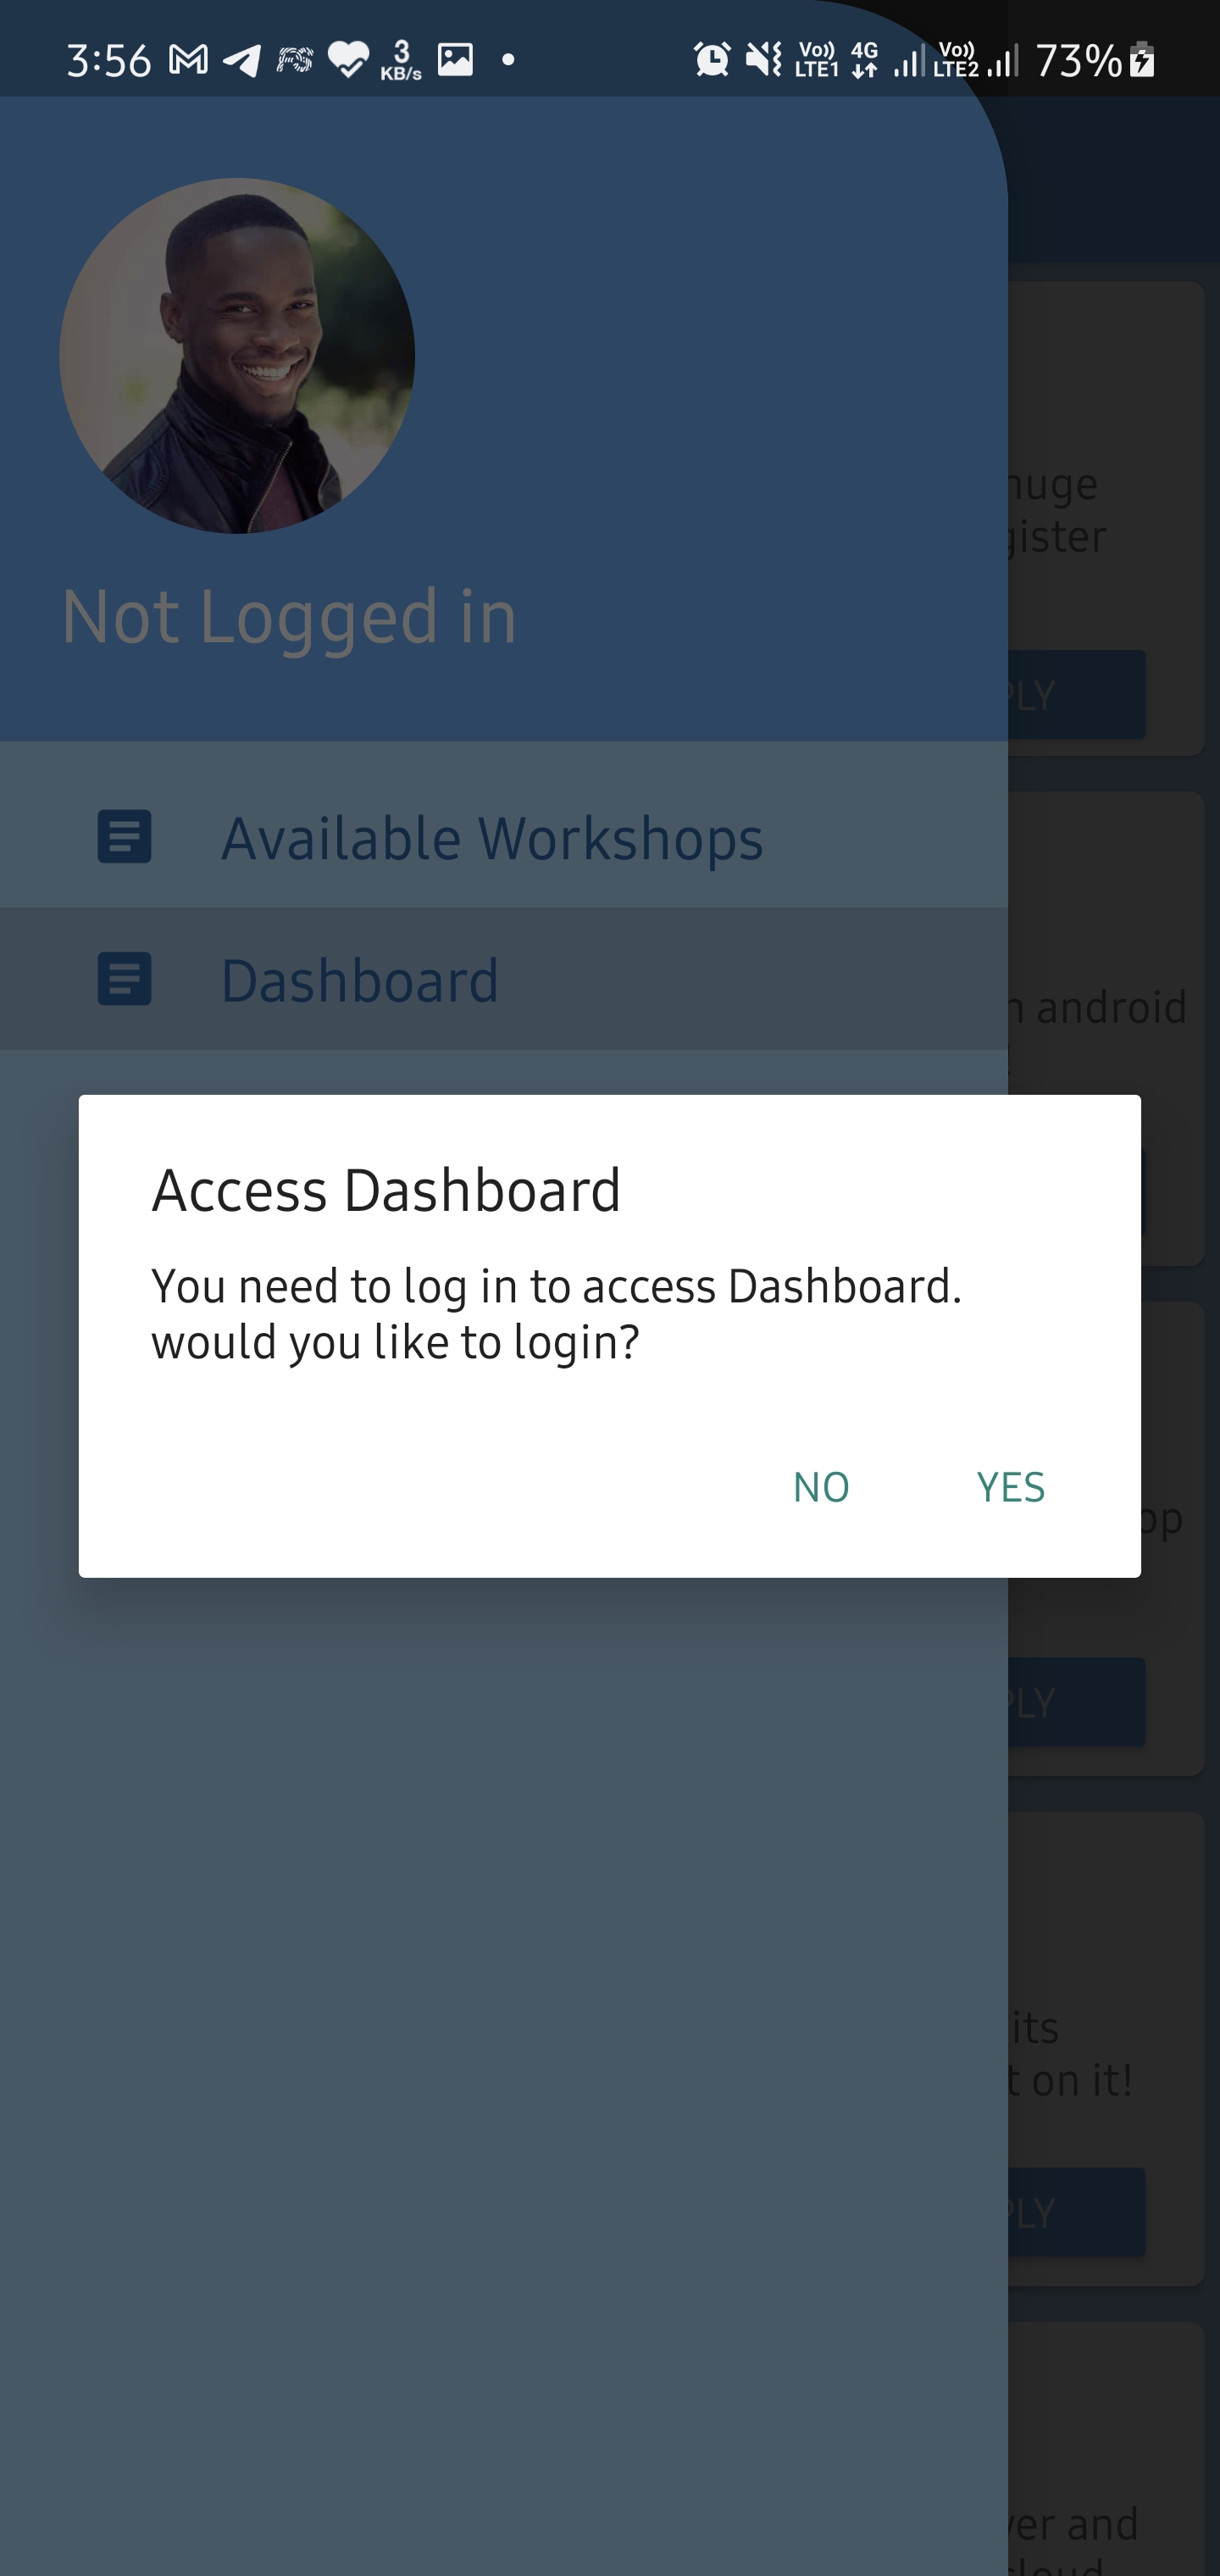 3:56 3 KB/s Vo)) LTE1 4G Vo)) LTE2 73%
huge
gister
Not Logged in
PLY
Available Workshops
Dashboard
android
Access Dashboard
You need to log in to access Dashboard.
would you like to login?
NO YES
op
PLY
its
t on it!
PLY
ver and
cloud